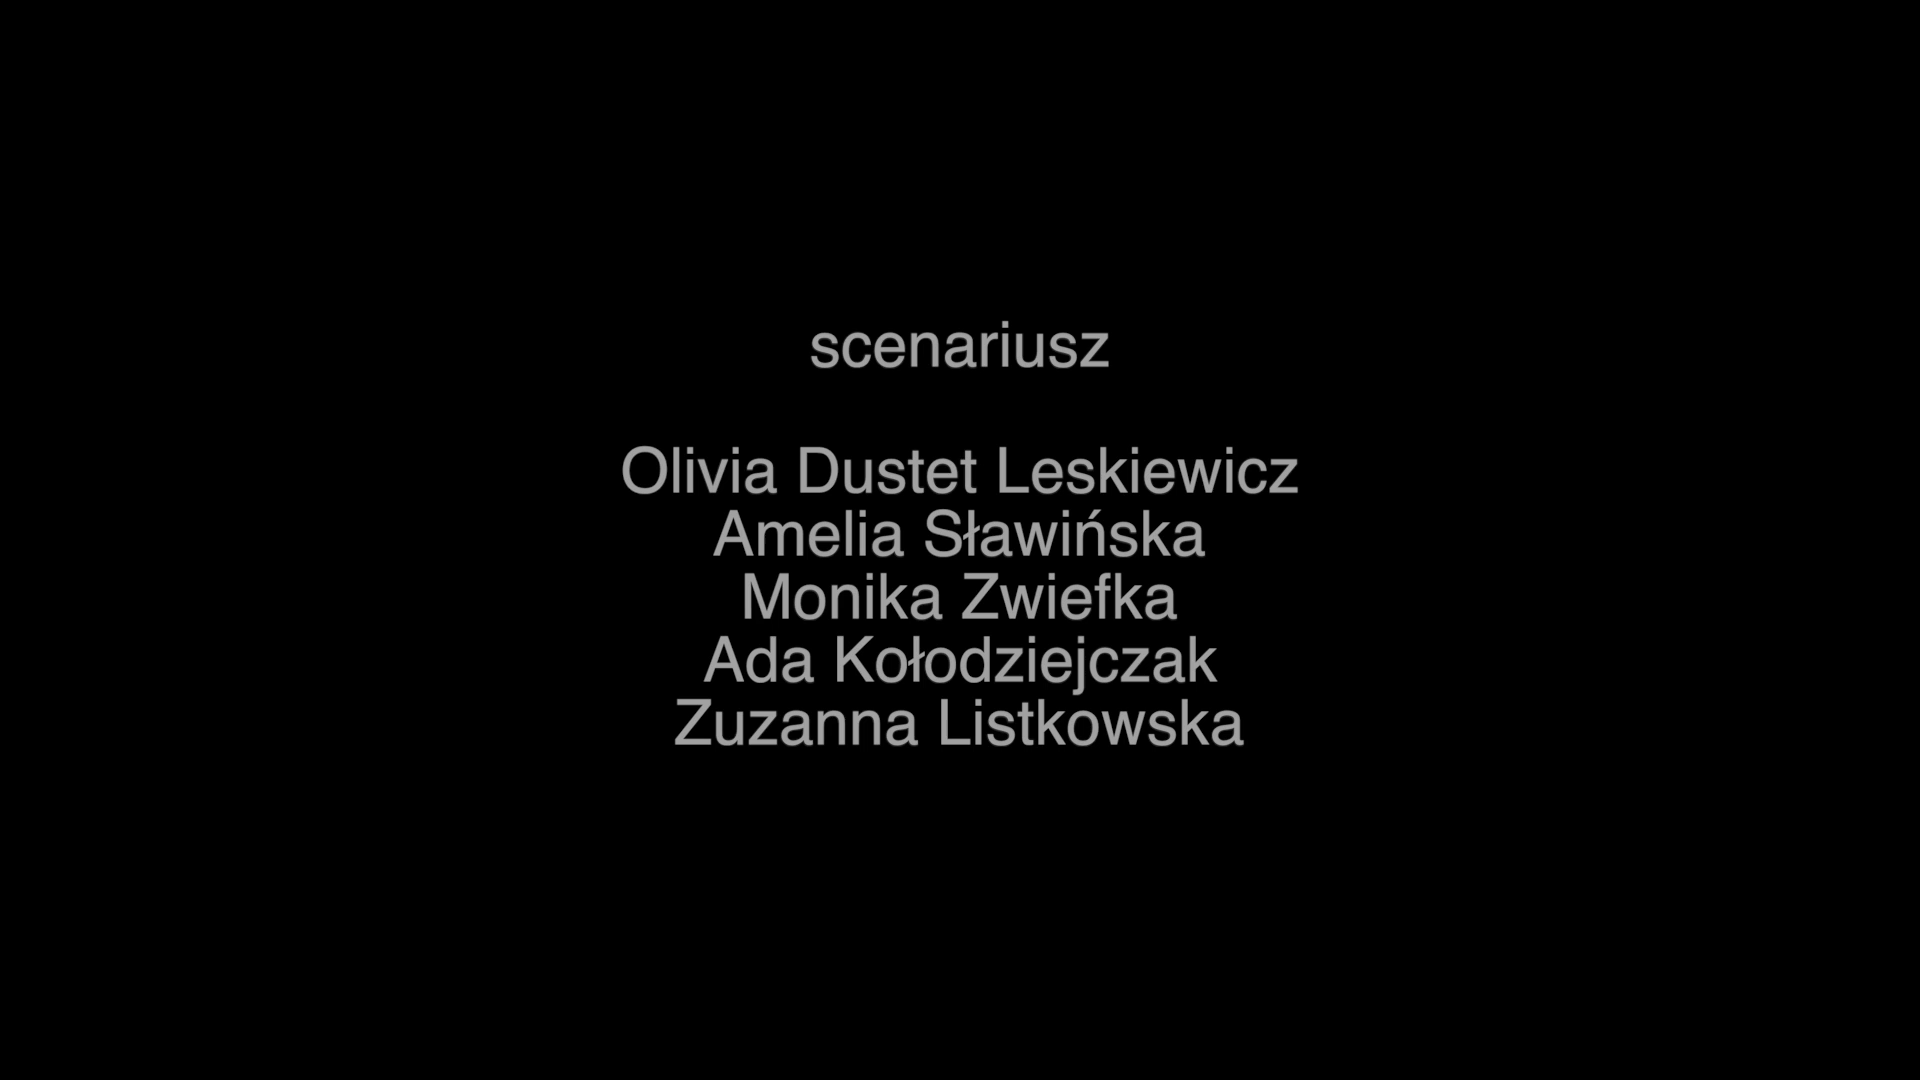 scenariusz
Olivia Dustet Leskiewicz
Amelia Sławińska
Monika Zwiefka
Ada Kołodziejczak
Zuzanna Listkowska